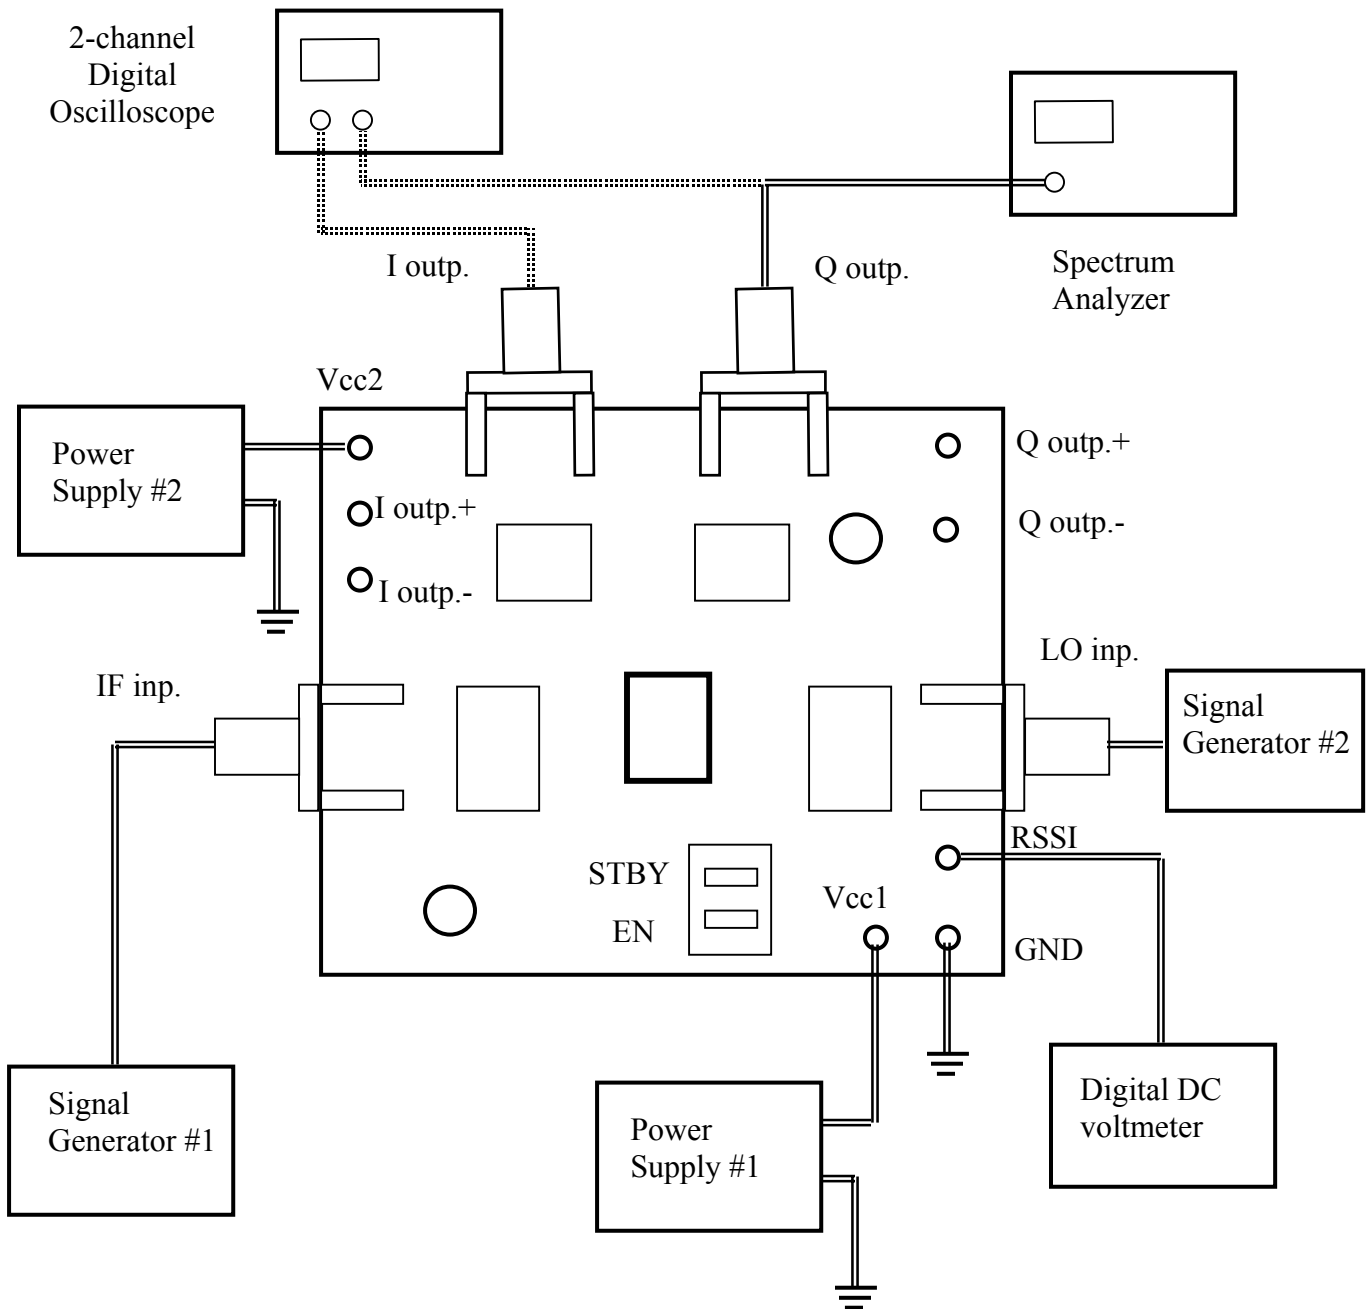 2-channel
Digital
Oscilloscope
I outp.
Q outp.
Spectrum
Analyzer
Vcc2
Power
Supply #2
Q outp.+
I outp.+
Q outp.-
I outp.-
IF inp.
LO inp.
Signal
Generator #2
RSSI
STBY
Vcc1
EN
GND
Signal
Generator #1
Power
Supply #1
Digital DC
voltmeter